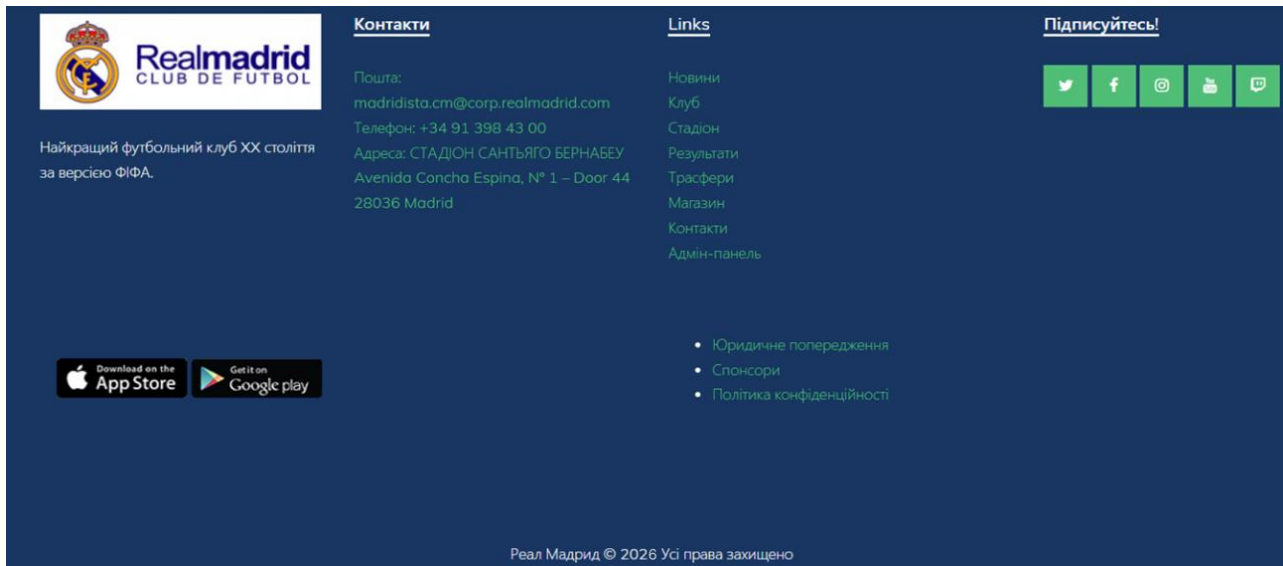 Realmadrid
CLUB DE FUTBOL
Найкращий футбольний клуб XX століття
за версією ФІФА.
Download on the
App Store
Get it on
Google play
Контакти
Пошта:
madridista.cm@corp.realmadrid.com
Телефон: +34 91 398 43 00
Адреса: СТАДІОН САНТЬЯГО БЕРНАБЕУ
Avenida Concha Espina, Nº 1 – Door 44
28036 Madrid
Links
Новини
Клуб
Стадіон
Результати
Трасфери
Магазин
Контакти
Адмін-панель
• Юридичне попередження
• Спонсори
• Політика конфіденційності
Підписуйтесь!
Реал Мадрид © 2026 Усі права захищено